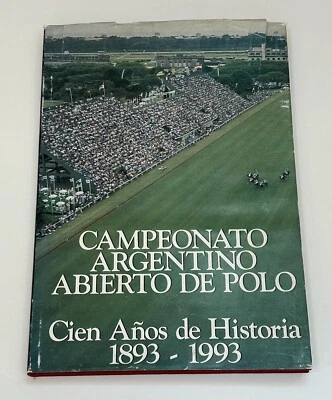 CAMPEONATO
ARGENTINO
ABIERTO DE POLO
Cien Años de Historia
1893 - 1993